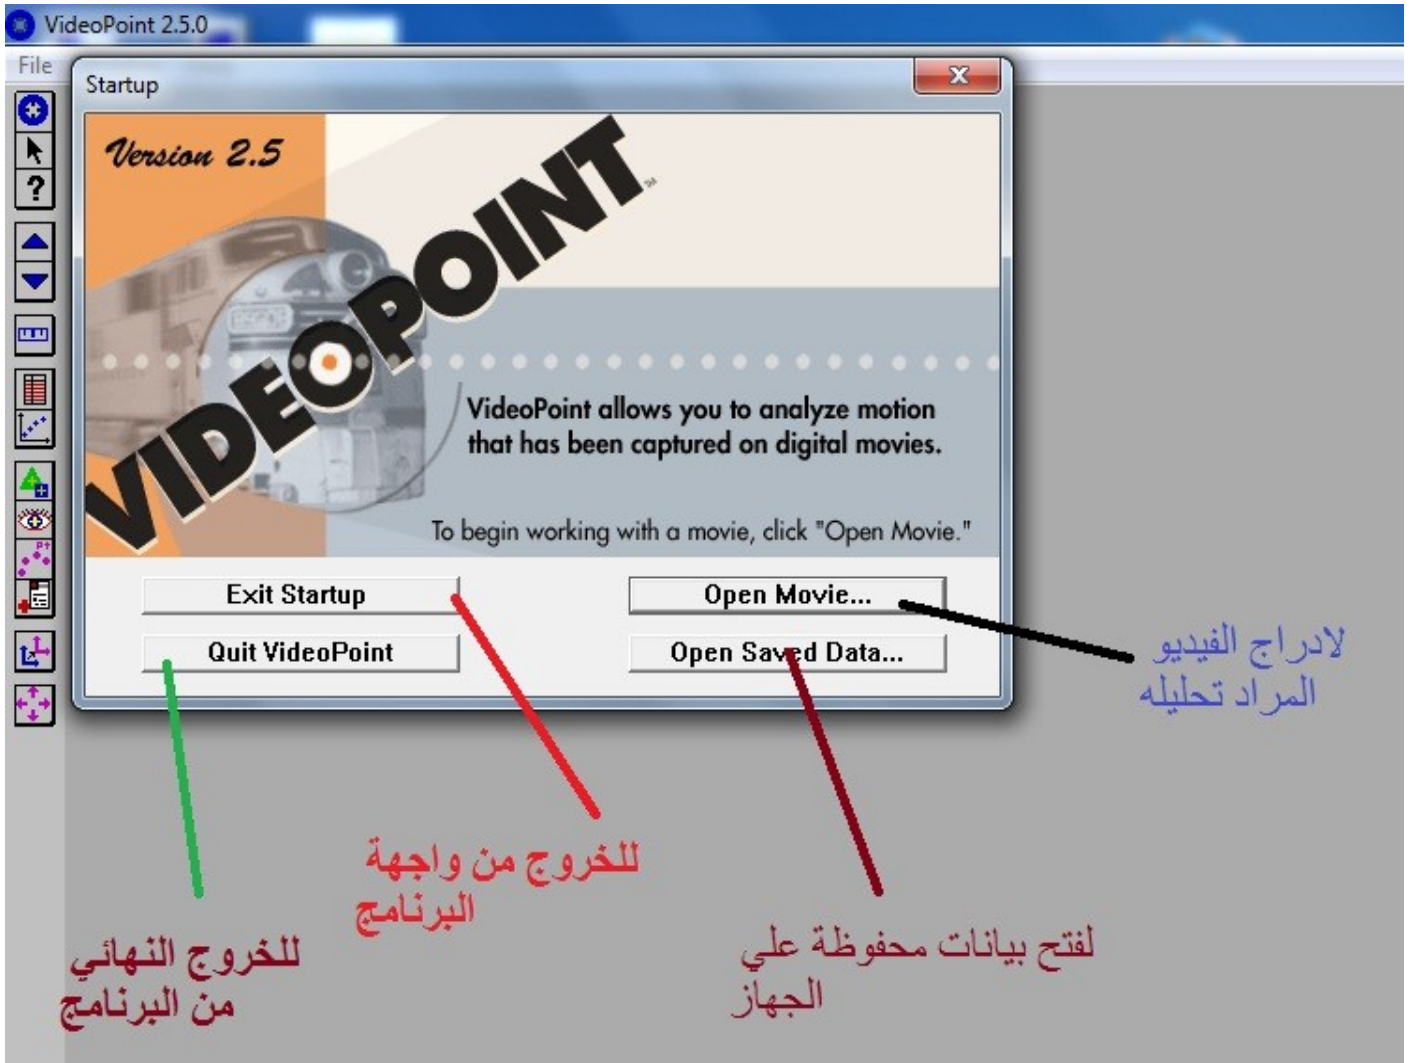 VideoPoint 2.5.0
File
Startup
Version 2.5
VIDEOPOINT™
VideoPoint allows you to analyze motion
that has been captured on digital movies.
To begin working with a movie, click "Open Movie."
Exit Startup
Open Movie...
Quit VideoPoint
Open Saved Data...
لادراج الفيديو
المراد تحليله
للخروج من واجهة
البرنامج
لفتح بيانات محفوظة علي
الجهاز
للخروج النهائي
من البرنامج